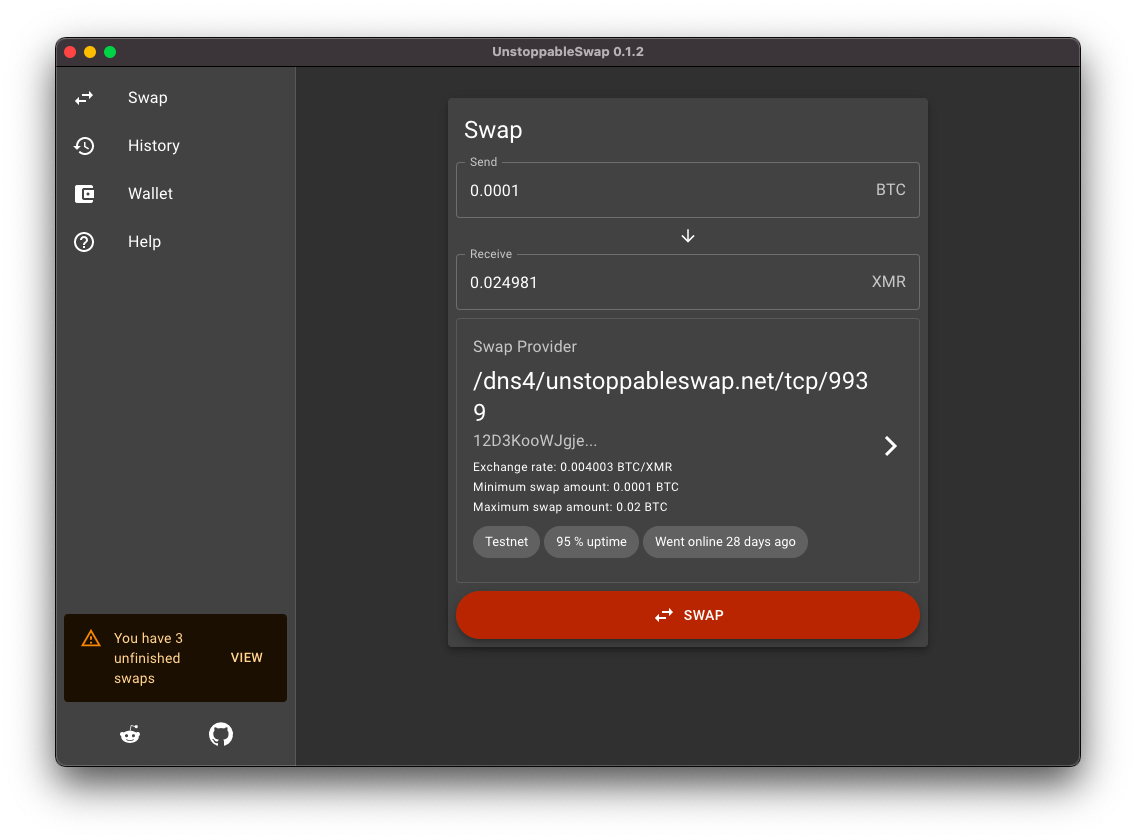 UnstoppableSwap 0.1.2
Swap
History
Wallet
Help
You have 3
unfinished
swaps
VIEW
Swap
Send
0.0001
BTC
Receive
0.024981
XMR
Swap Provider
/dns4/unstoppableswap.net/tcp/993
9
12D3KooWJgje...
Exchange rate: 0.004003 BTC/XMR
Minimum swap amount: 0.0001 BTC
Maximum swap amount: 0.02 BTC
Testnet
95 % uptime
Went online 28 days ago
SWAP